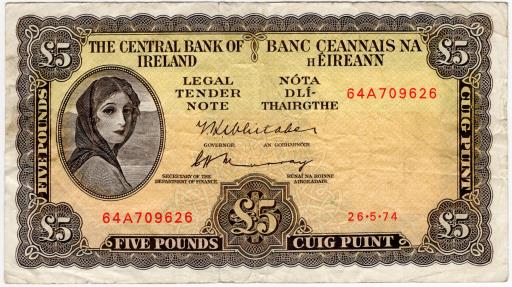 £5 THE CENTRAL BANK OF IRELAND BANC CEANNAIS NA hÉIREANN £5
LEGAL TENDER NOTE
NÓTA DLÍ-THAIRGTHE
64A709626
FIVE POUNDS
CUIG PUINT
T K Whitaker
GOVERNOR AN GOBHARNÓIR
C H Murray
SECRETARY OF THE DEPARTMENT OF FINANCE.
RÚNAÍ NA ROINNE AIRGEADAIS.
64A709626
£5
26·5·74
£5 FIVE POUNDS CUIG PUINT £5